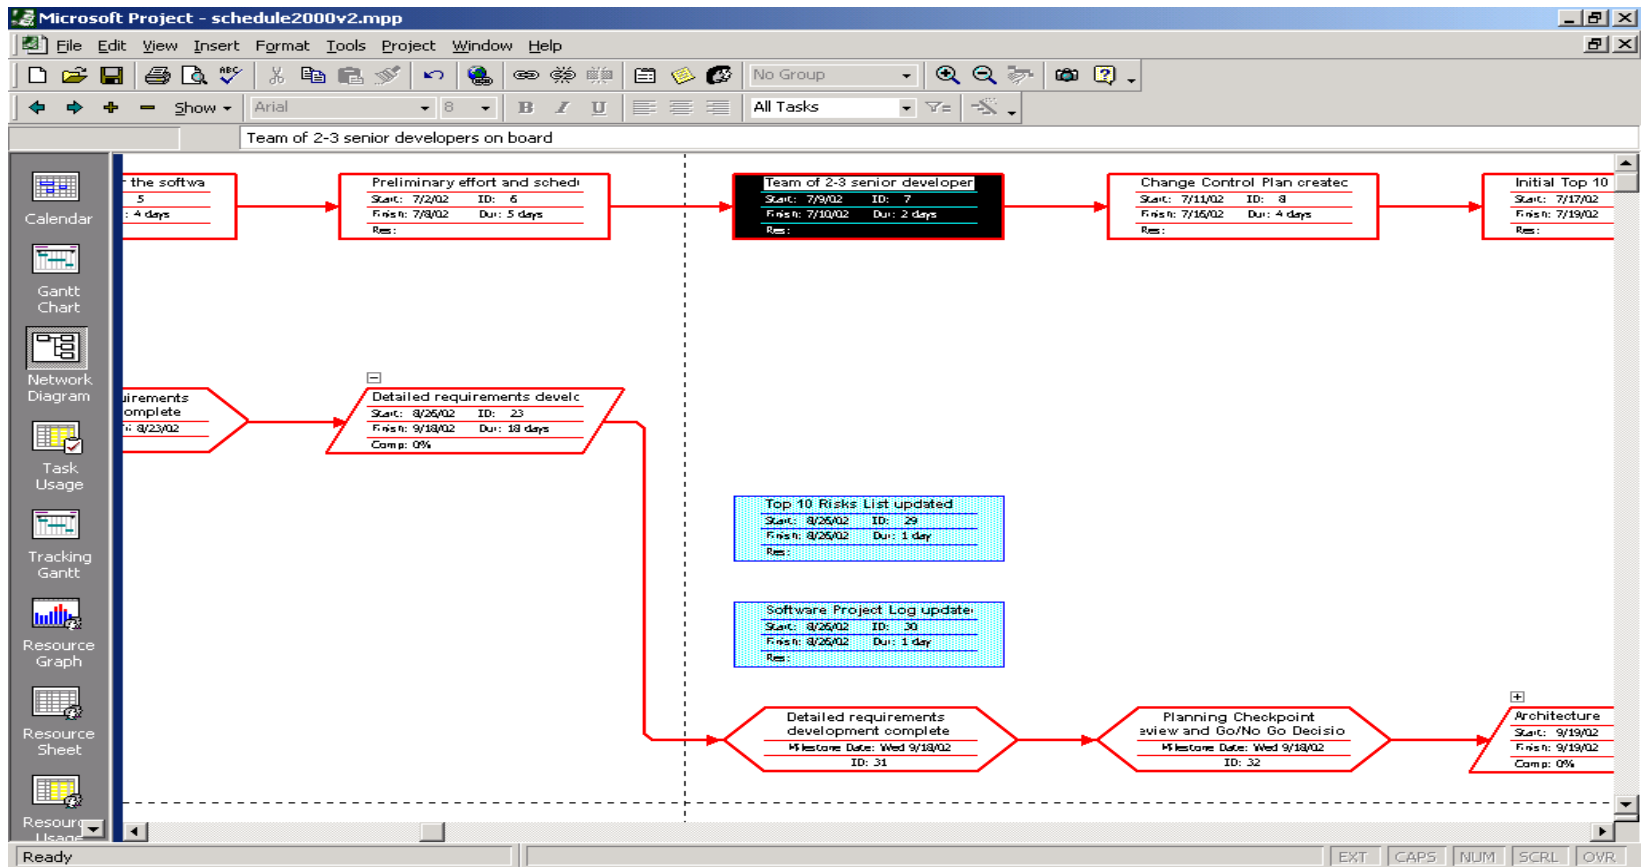 Microsoft Project - schedule2000v2.mpp
File Edit View Insert Format Tools Project Window Help
No Group
Show Arial 8 B I U All Tasks
Team of 2-3 senior developers on board
Calendar
Gantt
Chart
Network
Diagram
Task
Usage
Tracking
Gantt
Resource
Graph
Resource
Sheet
Resource
Usage
the softwa
5
: 4 days
Preliminary effort and sched
Start: 7/2/02 ID: 6
Finish: 7/8/02 Dur: 5 days
Res:
Team of 2-3 senior developer
Start: 7/9/02 ID: 7
Finish: 7/10/02 Dur: 2 days
Res:
Change Control Plan created
Start: 7/11/02 ID: 8
Finish: 7/16/02 Dur: 4 days
Res:
Initial Top 10
Start: 7/17/02
Finish: 7/19/02
Res:
uirements
omplete
8/23/02
Detailed requirements develo
Start: 8/26/02 ID: 23
Finish: 9/18/02 Dur: 18 days
Comp: 0%
Top 10 Risks List updated
Start: 8/26/02 ID: 29
Finish: 8/26/02 Dur: 1 day
Res:
Software Project Log update
Start: 8/26/02 ID: 30
Finish: 8/26/02 Dur: 1 day
Res:
Detailed requirements
development complete
Milestone Date: Wed 9/18/02
ID: 31
Planning Checkpoint
eview and Go/No Go Decisio
Milestone Date: Wed 9/18/02
ID: 32
Architecture
Start: 9/19/02
Finish: 9/19/02
Comp: 0%
Ready
EXT CAPS NUM SCRL OVR